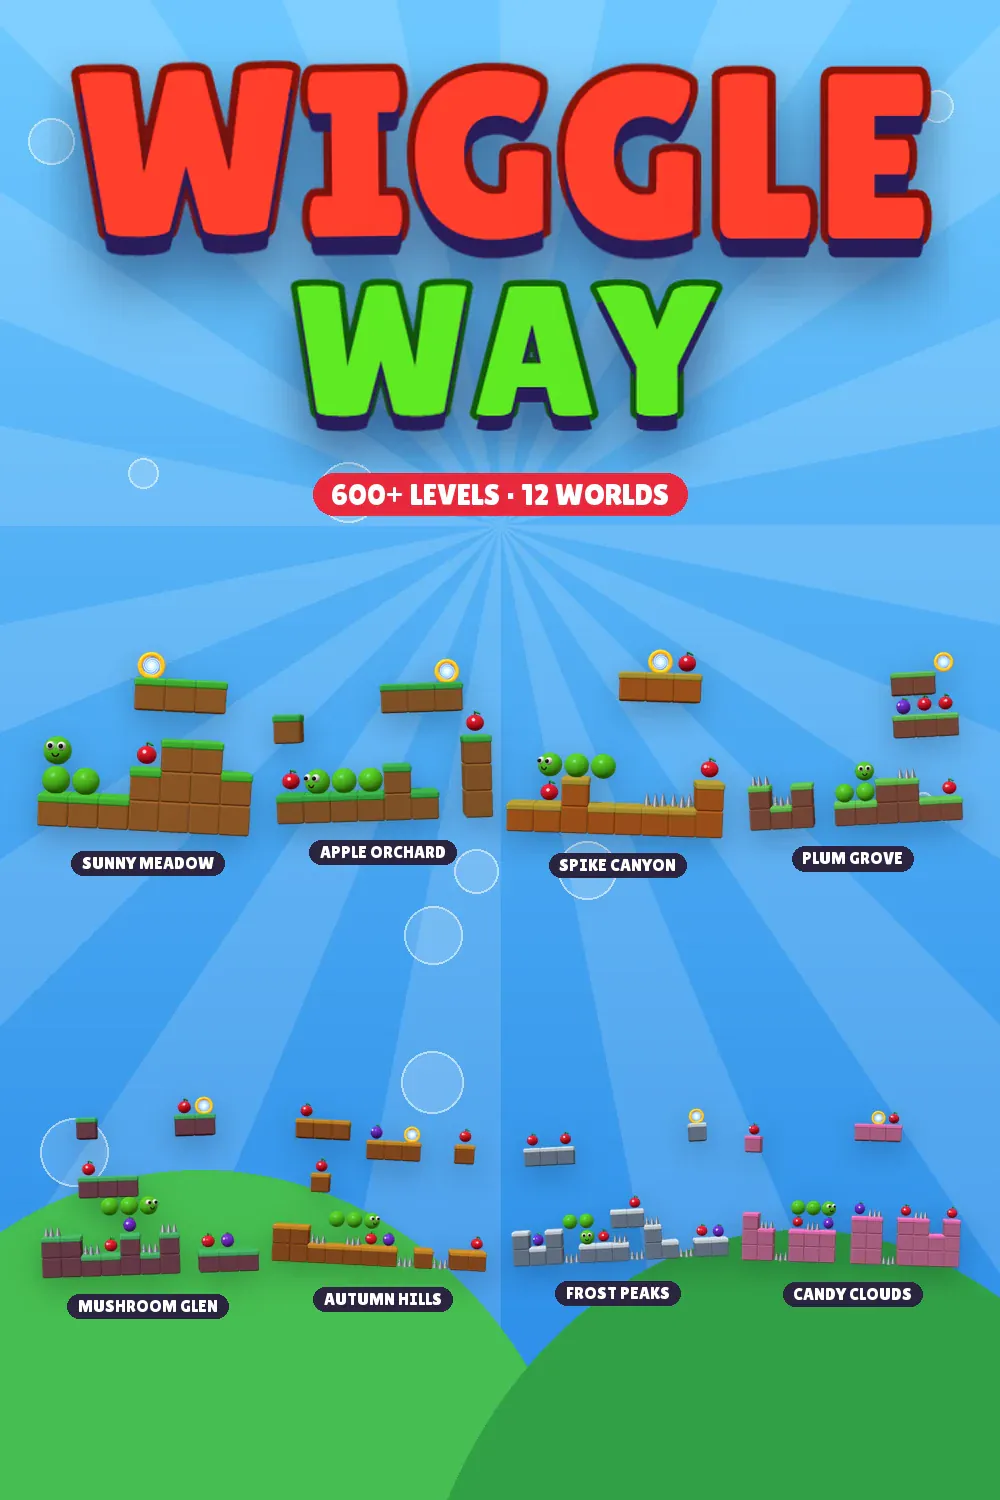 WIGGLE
WAY
600+ LEVELS · 12 WORLDS
SUNNY MEADOW
APPLE ORCHARD
SPIKE CANYON
PLUM GROVE
MUSHROOM GLEN
AUTUMN HILLS
FROST PEAKS
CANDY CLOUDS